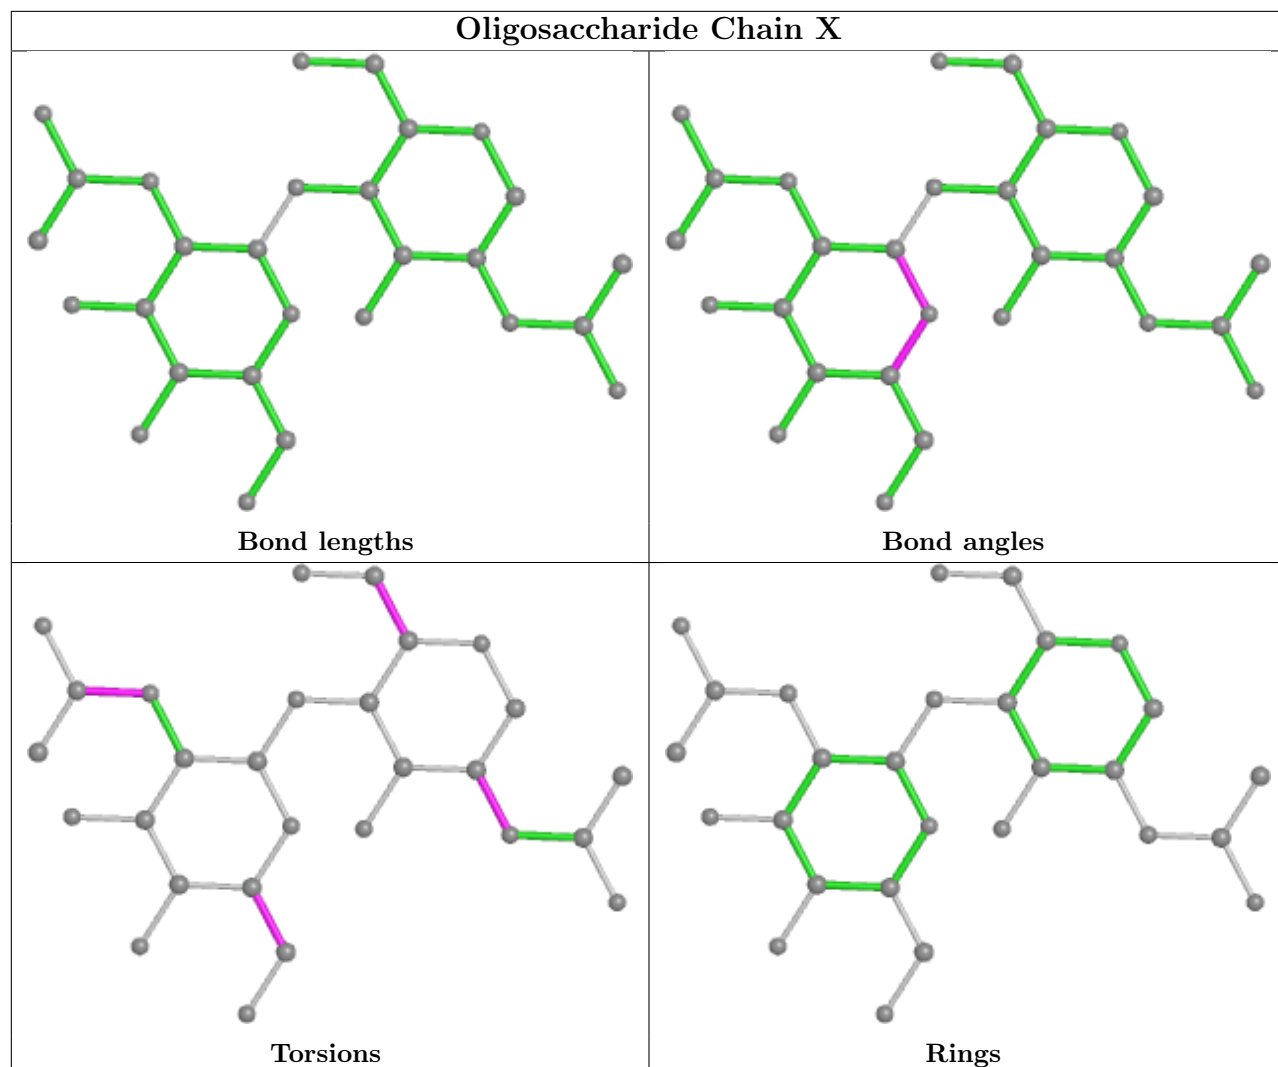 Oligosaccharide Chain X
Bond lengths
Bond angles
Torsions
Rings